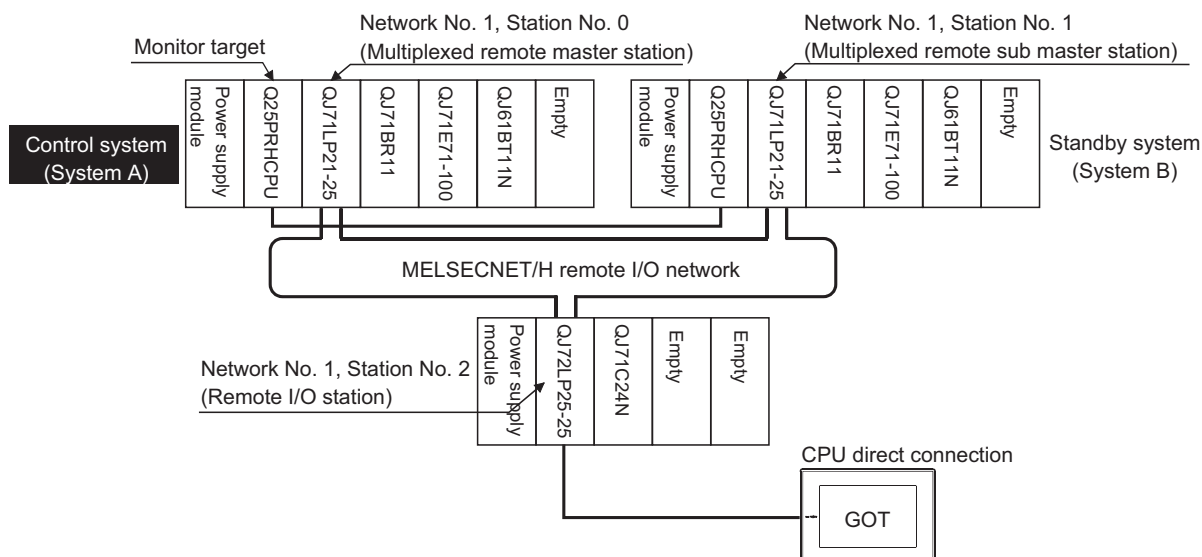 Network No. 1, Station No. 0
(Multiplexed remote master station)
Network No. 1, Station No. 1
(Multiplexed remote sub master station)
Monitor target
Control system
(System A)
Power supply
module
Q25PRHCPU
QJ71LP21-25
QJ71BR11
QJ71E71-100
QJ61BT11N
Empty
Power supply
module
Q25PRHCPU
QJ71LP21-25
QJ71BR11
QJ71E71-100
QJ61BT11N
Empty
Standby system
(System B)
MELSECNET/H remote I/O network
Network No. 1, Station No. 2
(Remote I/O station)
Power supply
module
QJ72LP25-25
QJ71C24N
Empty
Empty
CPU direct connection
GOT